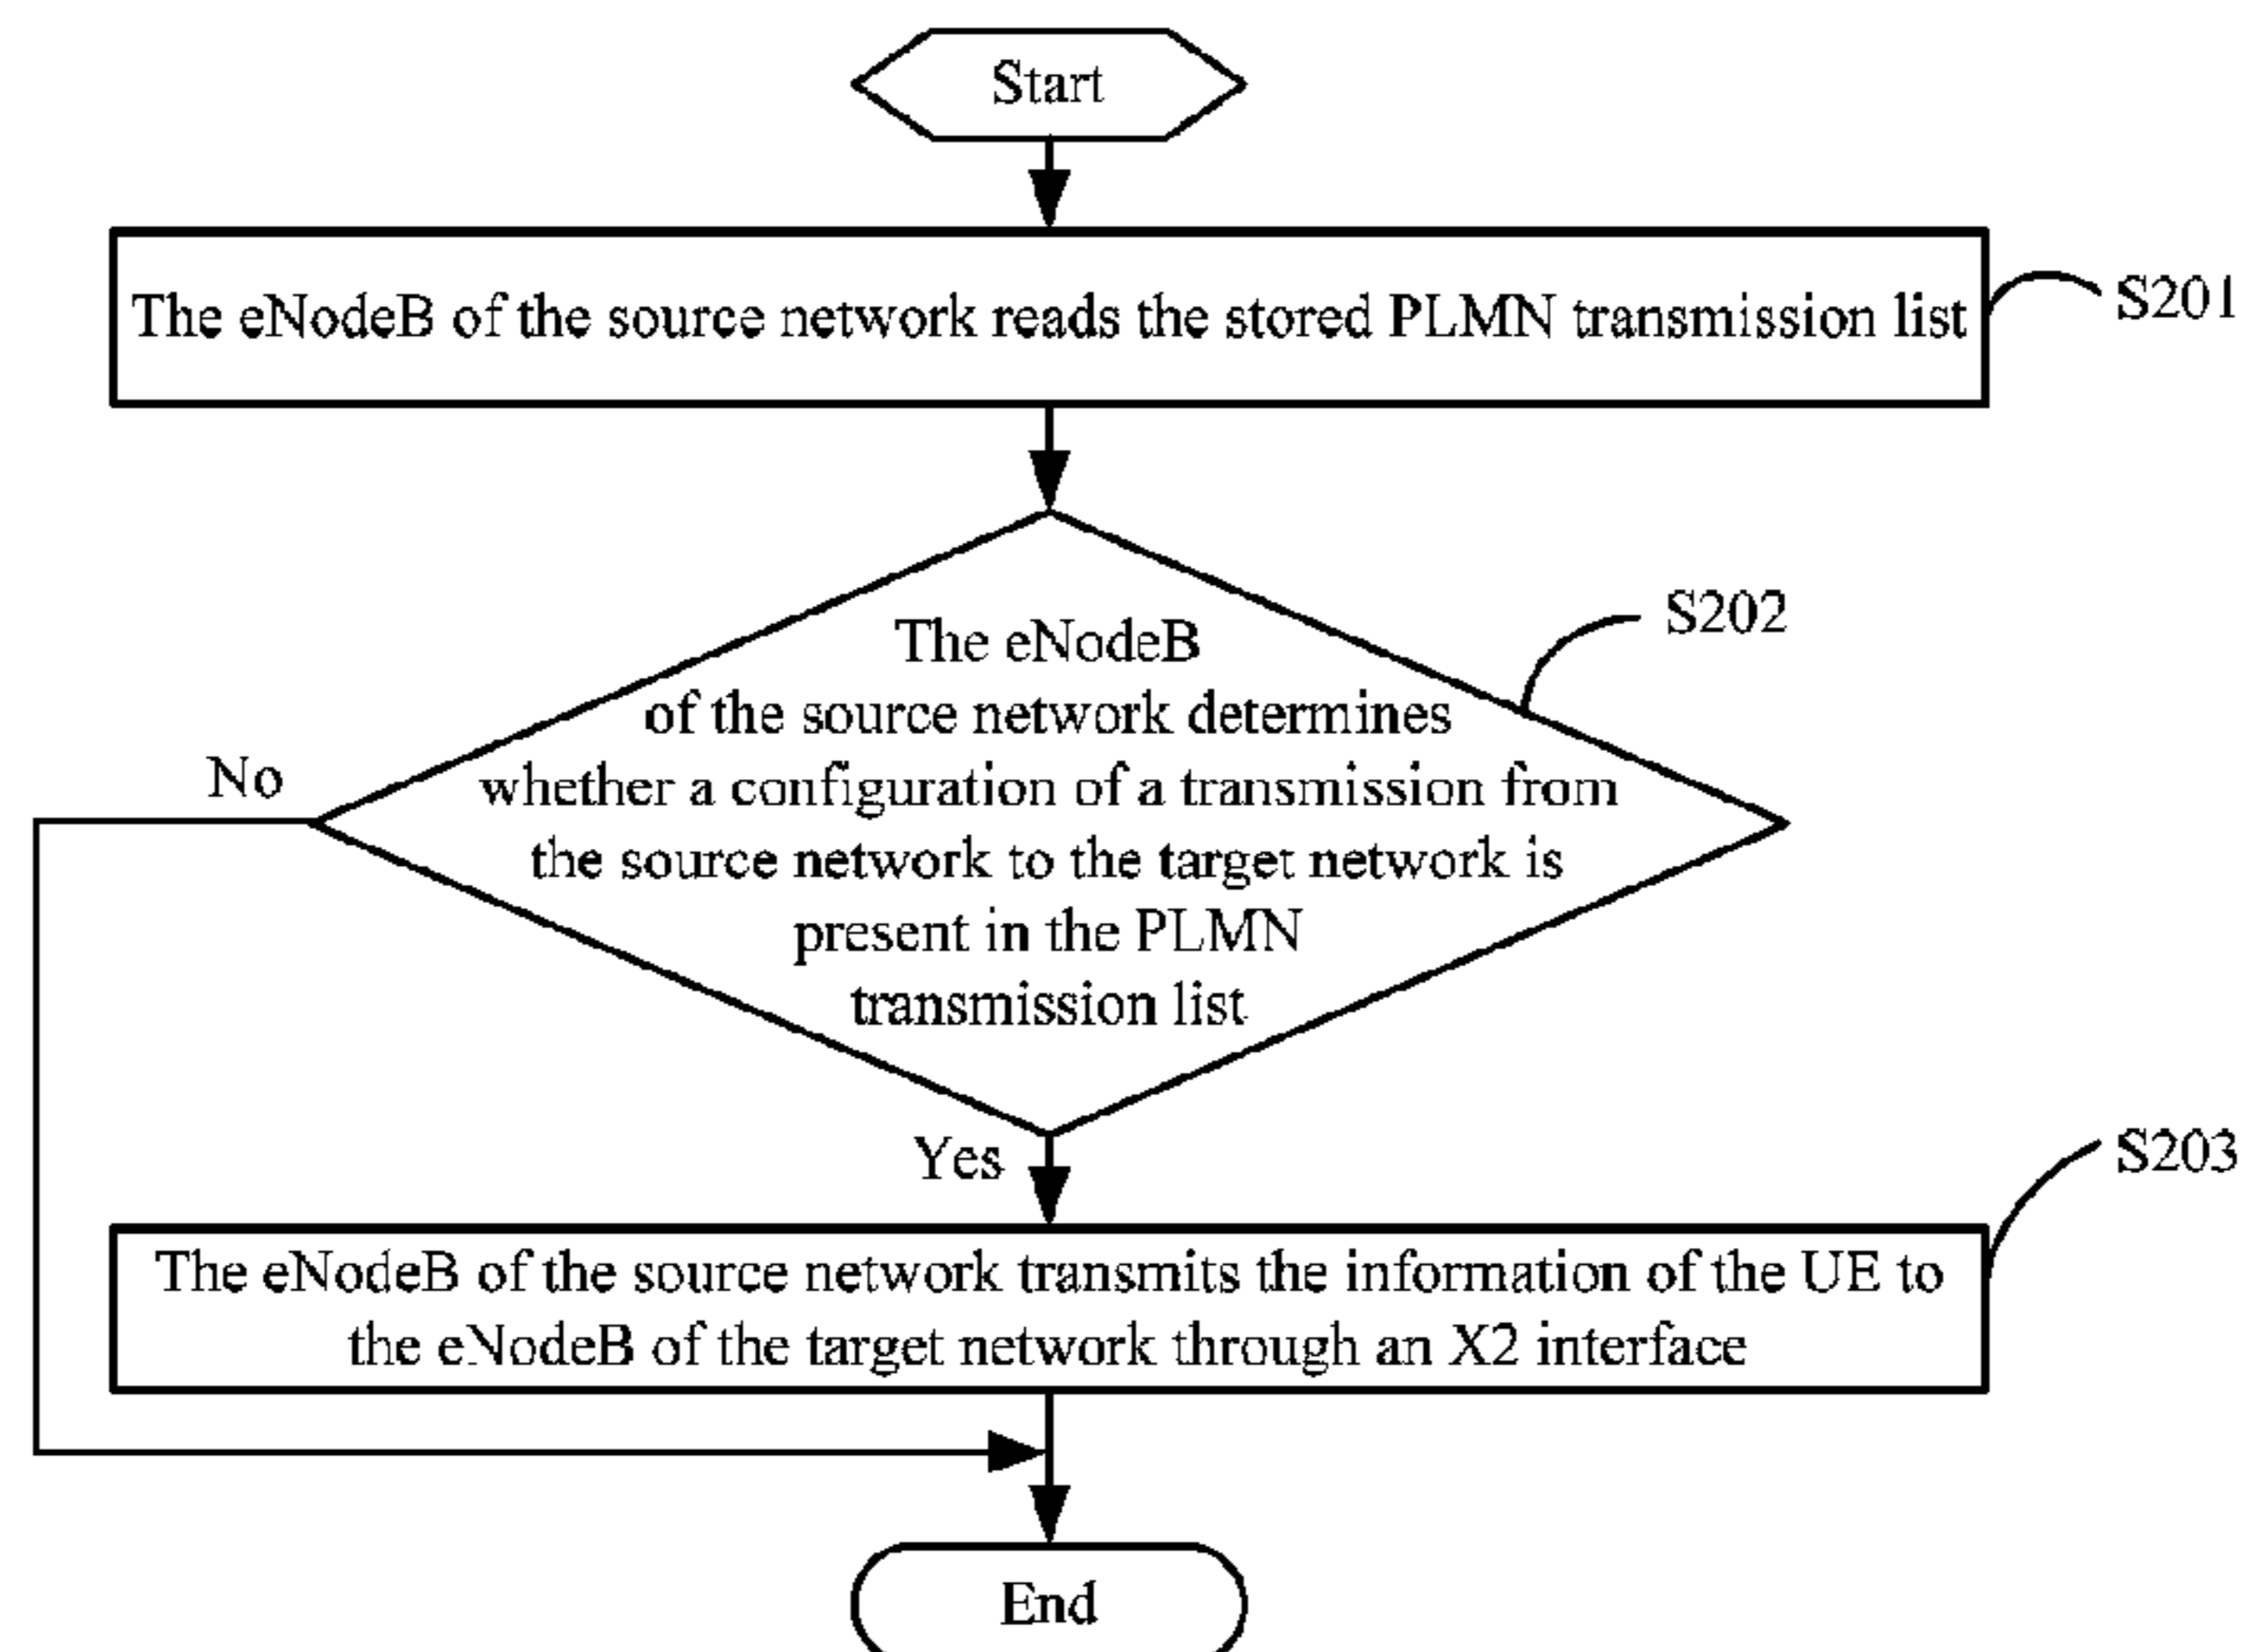 Start
The eNodeB of the source network reads the stored PLMN transmission list
S201
The eNodeB
S202
of the source network determines
No
whether a configuration of a transmission from
the source network to the target network is
present in the PLMN
transmission list
Yes
S203
The eNodeB of the source network transmits the information of the UE to
the eNodeB of the target network through an X2 interface
End